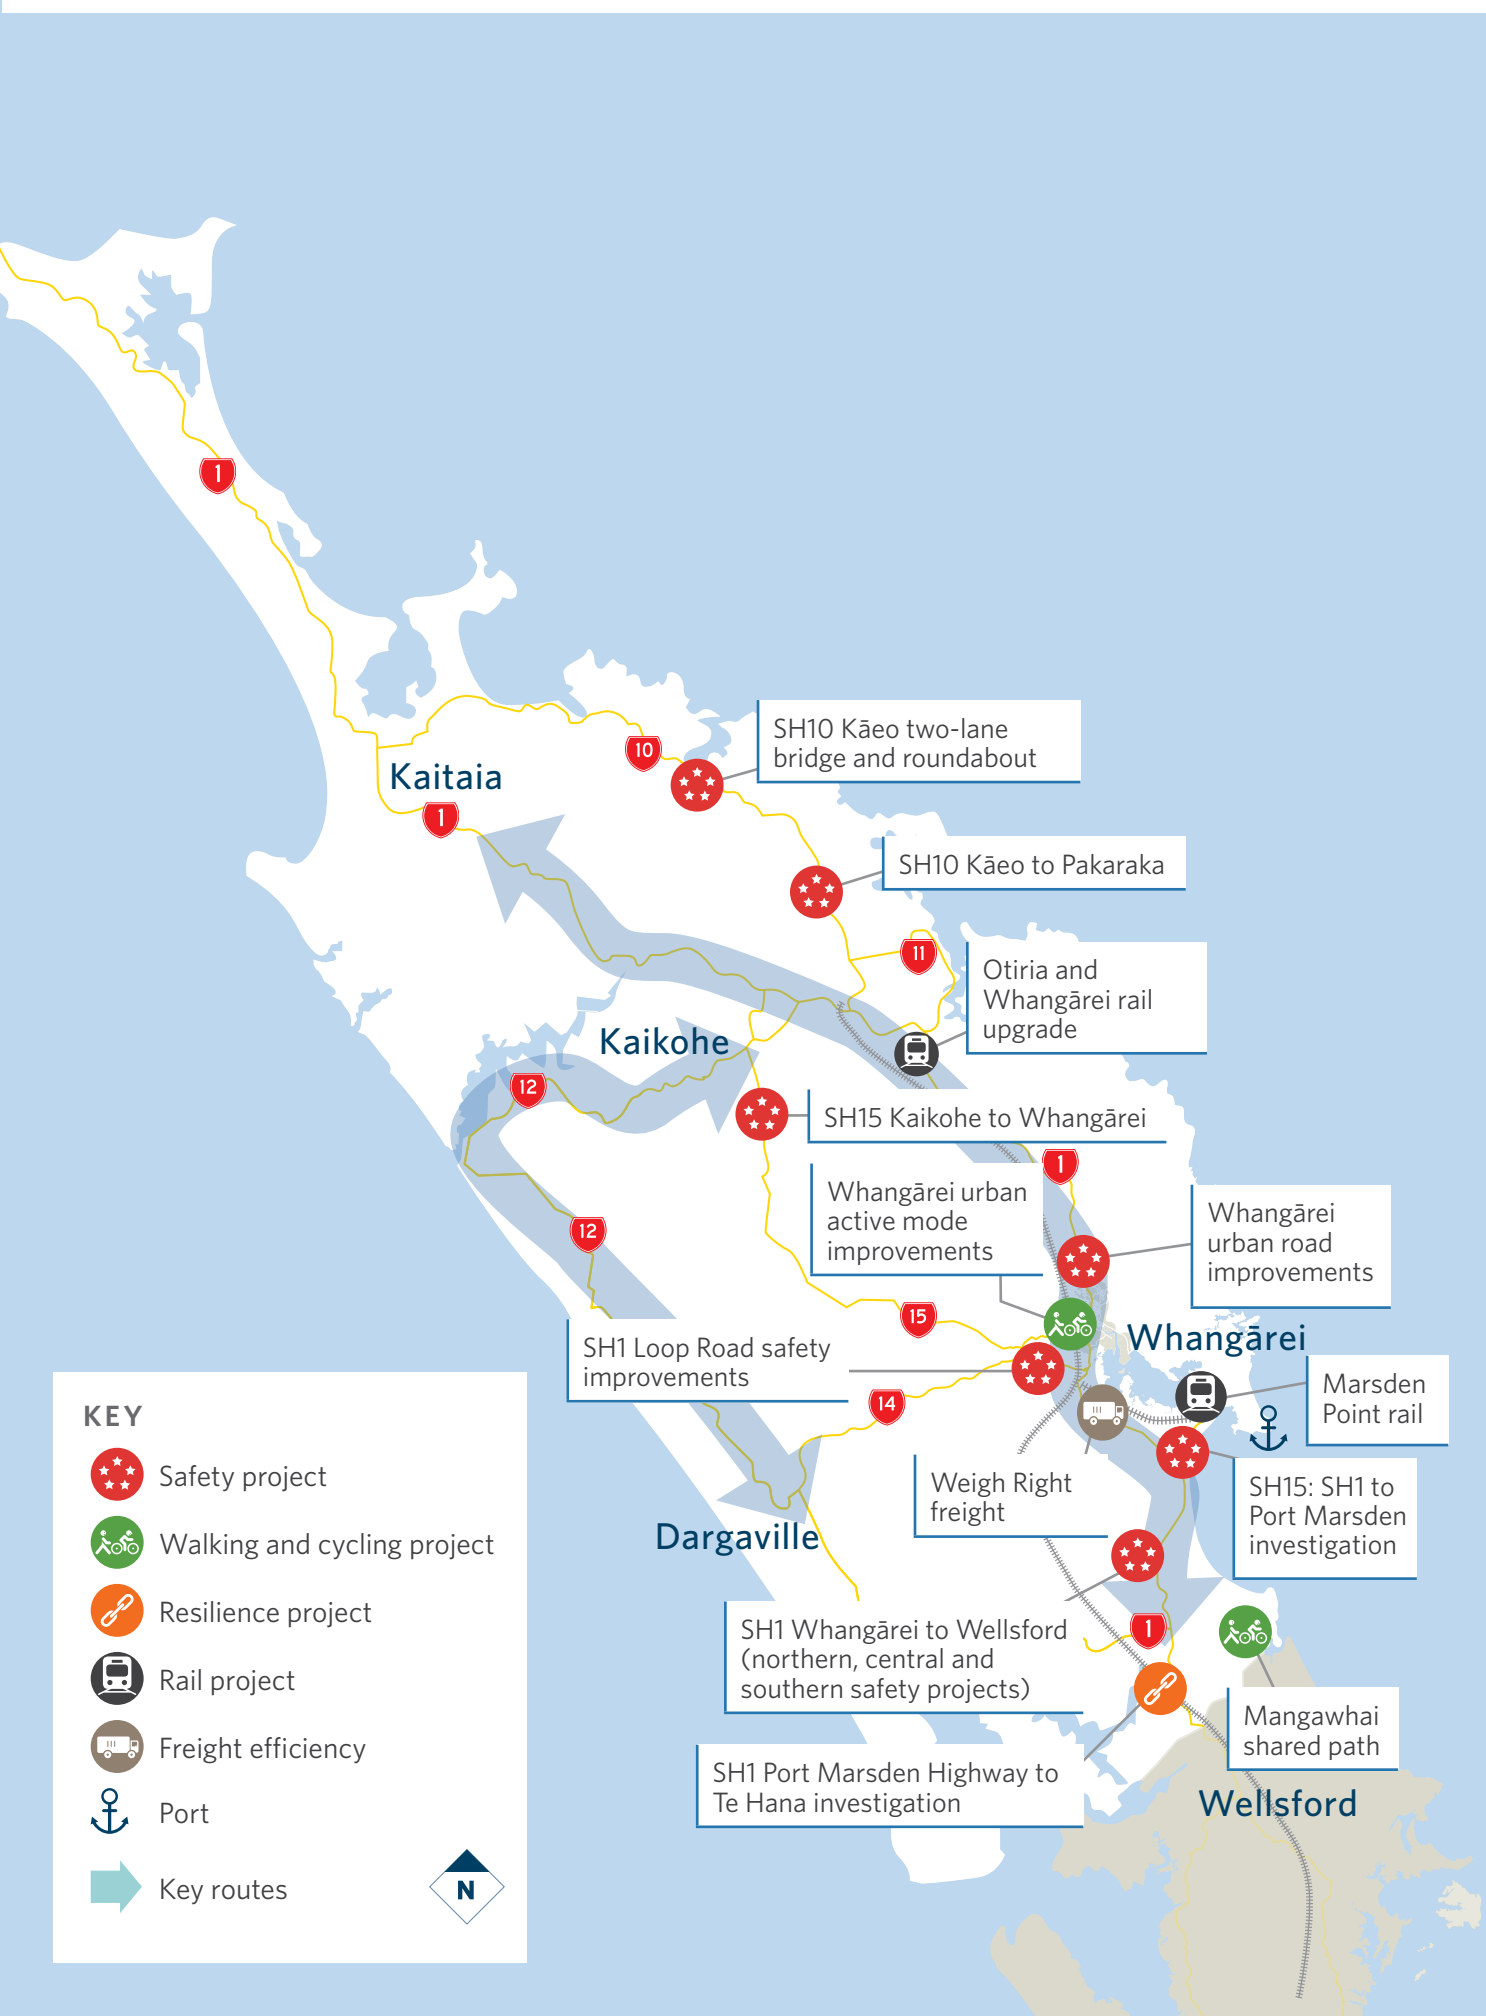 1
SH10 Kāeo two-lane
bridge and roundabout
10
Kaitaia
1
SH10 Kāeo to Pakaraka
11
Otiria and
Whangārei rail
upgrade
Kaikohe
12
SH15 Kaikohe to Whangārei
1
Whangārei urban
active mode
improvements
Whangārei
urban road
improvements
12
15
Whangārei
SH1 Loop Road safety
improvements
14
Marsden
Point rail
Weigh Right
freight
SH15: SH1 to
Port Marsden
investigation
Dargaville
SH1 Whangārei to Wellsford
(northern, central and
southern safety projects)
1
Mangawhai
shared path
SH1 Port Marsden Highway to
Te Hana investigation
Wellsford
KEY
Safety project
Walking and cycling project
Resilience project
Rail project
Freight efficiency
Port
Key routes
N